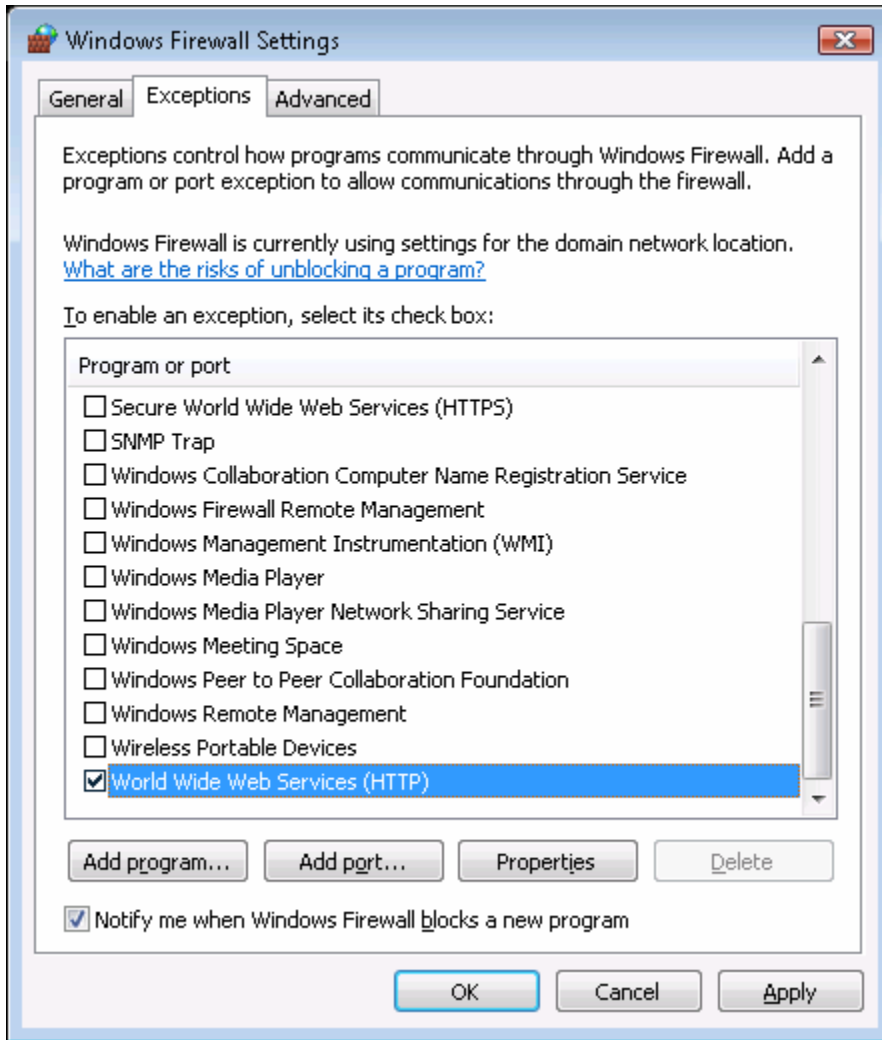 Windows Firewall Settings
General
Exceptions
Advanced
Exceptions control how programs communicate through Windows Firewall. Add a
program or port exception to allow communications through the firewall.
Windows Firewall is currently using settings for the domain network location.
What are the risks of unblocking a program?
To enable an exception, select its check box:
Program or port
Secure World Wide Web Services (HTTPS)
SNMP Trap
Windows Collaboration Computer Name Registration Service
Windows Firewall Remote Management
Windows Management Instrumentation (WMI)
Windows Media Player
Windows Media Player Network Sharing Service
Windows Meeting Space
Windows Peer to Peer Collaboration Foundation
Windows Remote Management
Wireless Portable Devices
World Wide Web Services (HTTP)
Add program...
Add port...
Properties
Delete
Notify me when Windows Firewall blocks a new program
OK
Cancel
Apply